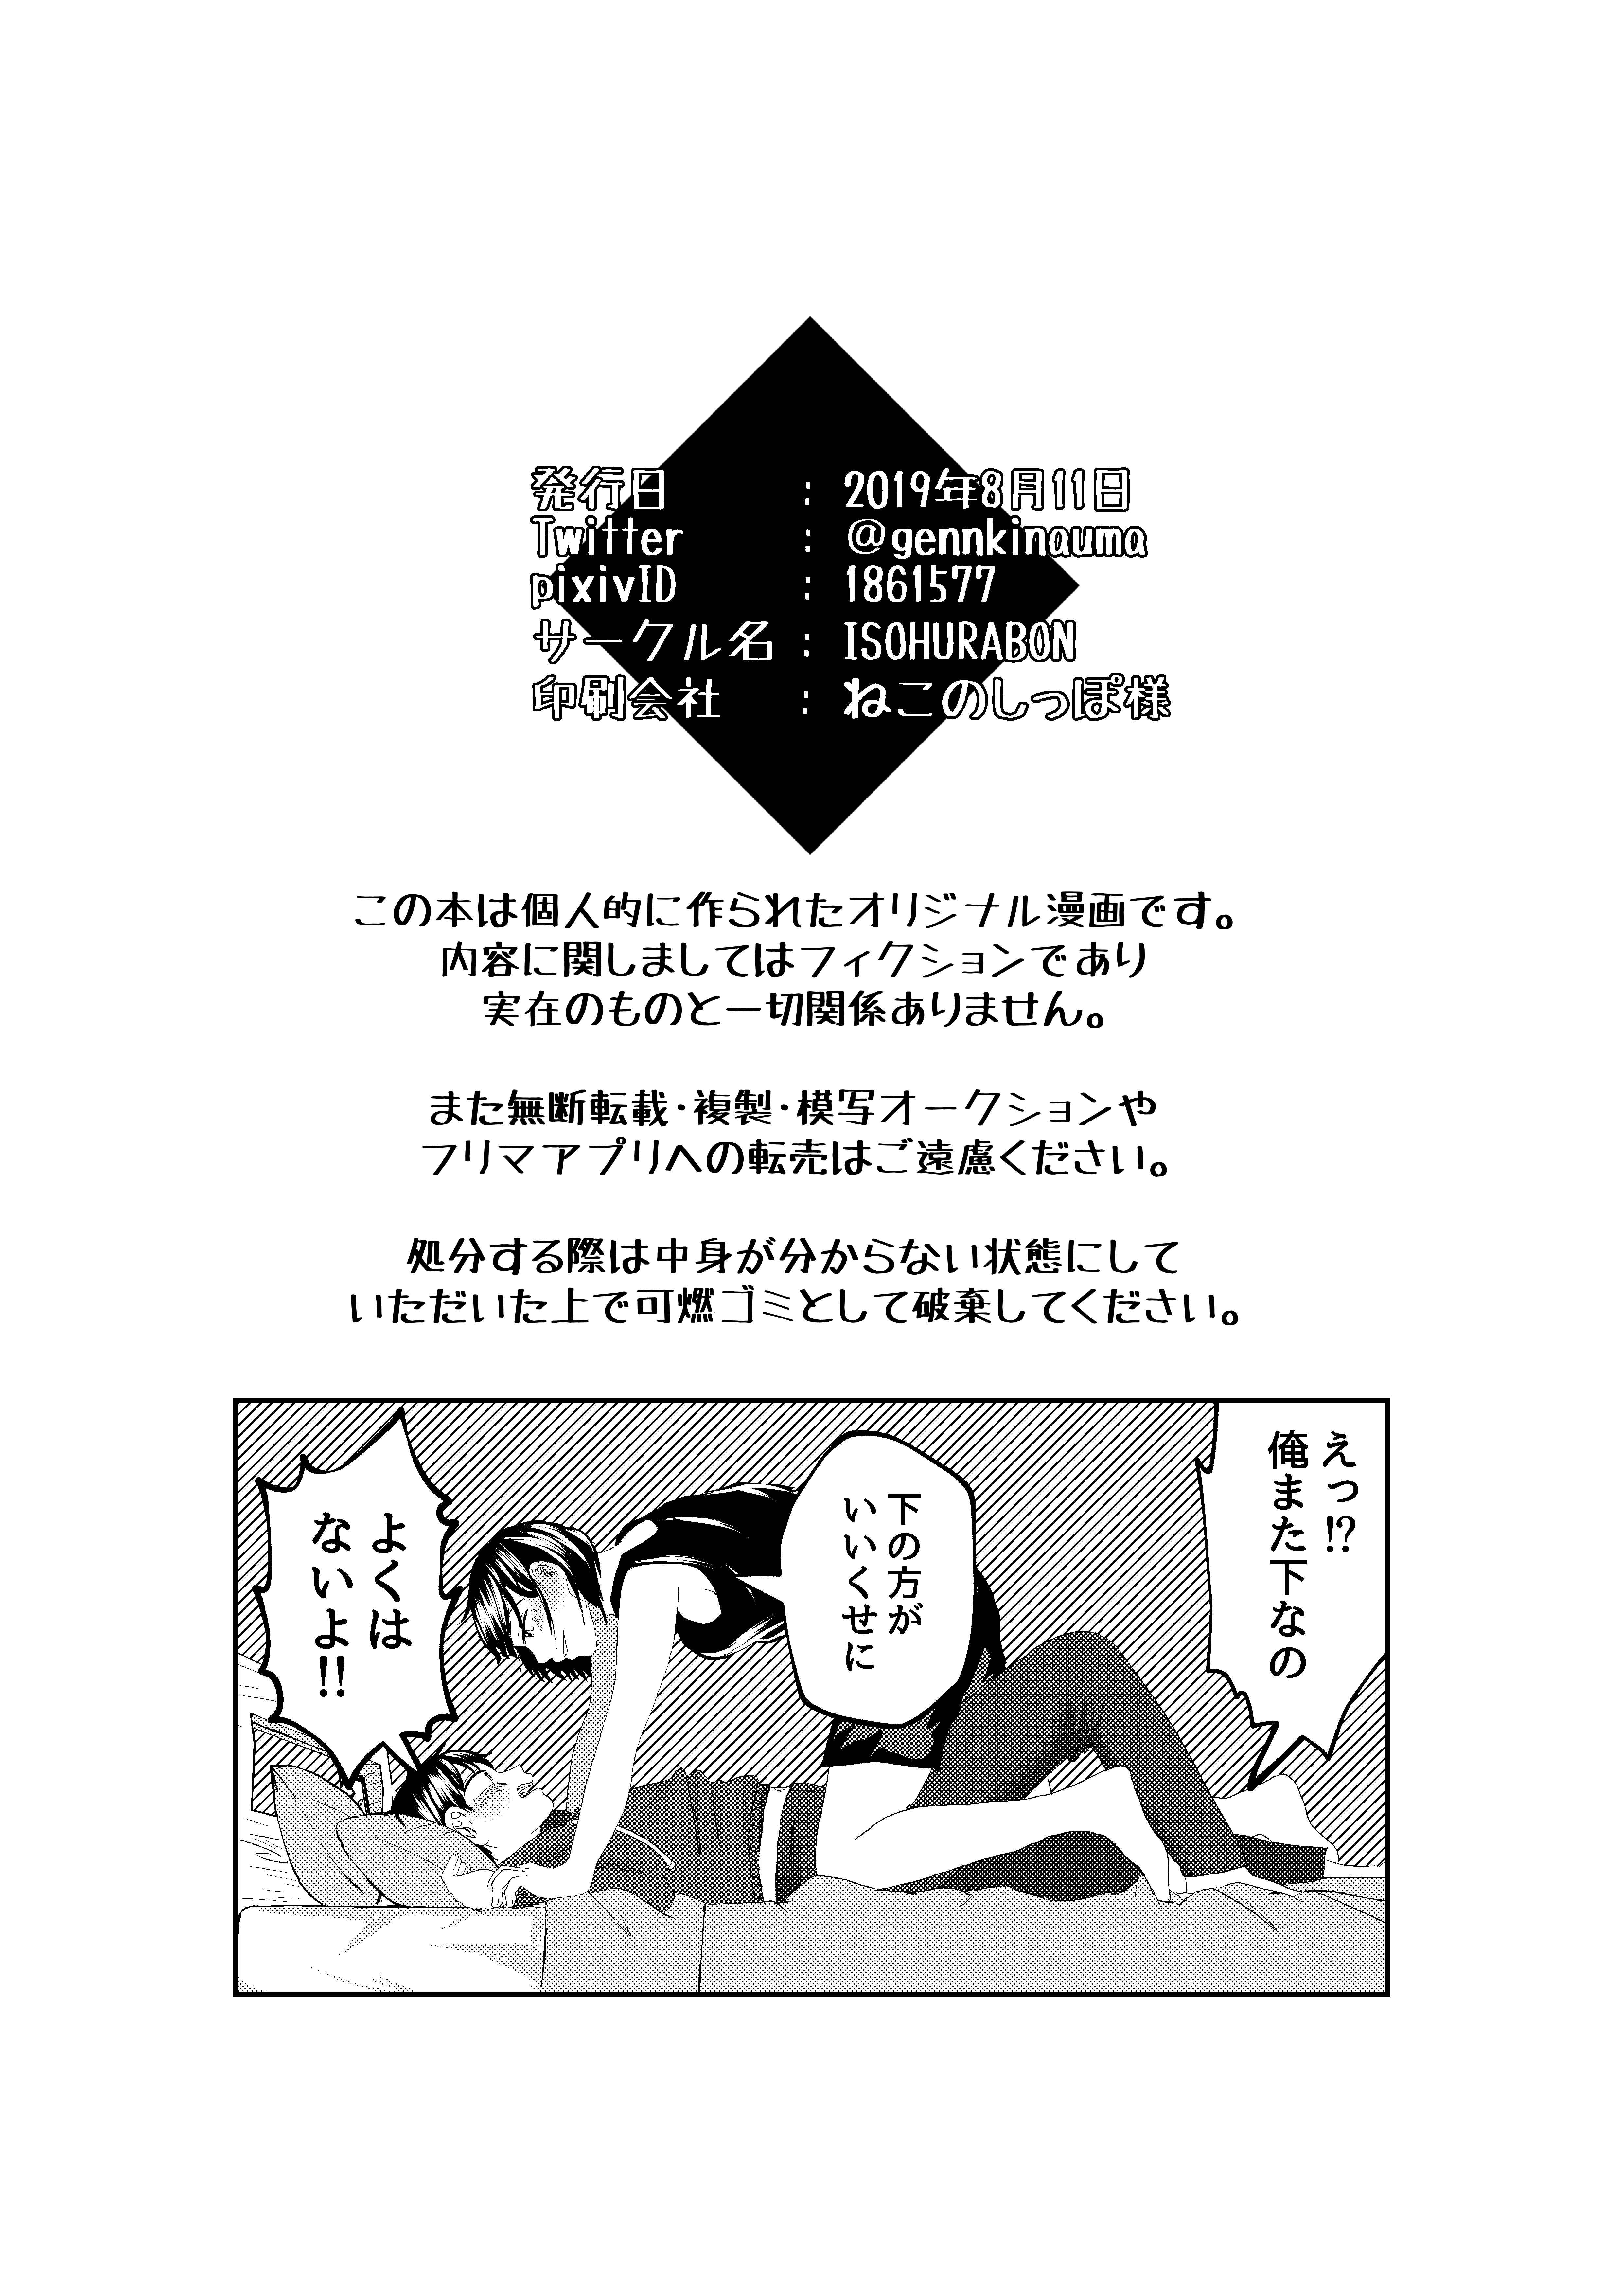 発行日 : 2019年8月11日
Twitter : @gennkinauma
pixivID : 1861577
サークル名 : ISOHURABON
印刷会社 : ねこのしっぽ様
この本は個人的に作られたオリジナル漫画です。
内容に関しましてはフィクションであり
実在のものと一切関係ありません。
また無断転載・複製・模写オークションや
フリマアプリへの転売はご遠慮ください。
処分する際は中身が分からない状態にして
いただいた上で可燃ゴミとして破棄してください。
えっ!?
俺また下なの
下の方が
いいくせに
よくは
ないよ!!